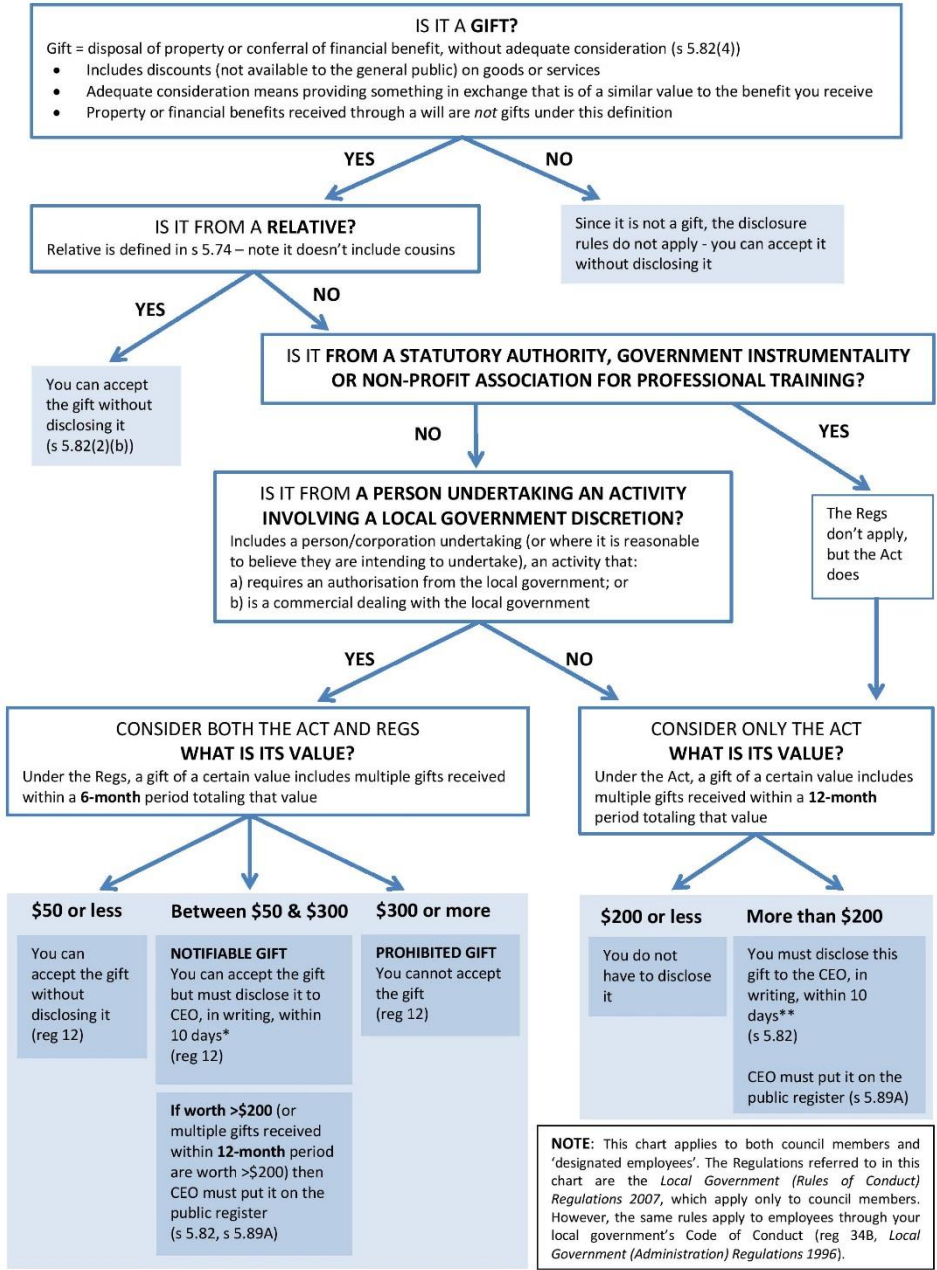 IS IT A GIFT?
Gift = disposal of property or conferral of financial benefit, without adequate consideration (s 5.82(4))
• Includes discounts (not available to the general public) on goods or services
• Adequate consideration means providing something in exchange that is of a similar value to the benefit you receive
• Property or financial benefits received through a will are not gifts under this definition
YES
NO
IS IT FROM A RELATIVE?
Relative is defined in s 5.74 – note it doesn't include cousins
Since it is not a gift, the disclosure
rules do not apply - you can accept it
without disclosing it
YES
NO
You can accept
the gift without
disclosing it
(s 5.82(2)(b))
IS IT FROM A STATUTORY AUTHORITY, GOVERNMENT INSTRUMENTALITY
OR NON-PROFIT ASSOCIATION FOR PROFESSIONAL TRAINING?
NO
YES
IS IT FROM A PERSON UNDERTAKING AN ACTIVITY
INVOLVING A LOCAL GOVERNMENT DISCRETION?
Includes a person/corporation undertaking (or where it is reasonable
to believe they are intending to undertake), an activity that:
a) requires an authorisation from the local government; or
b) is a commercial dealing with the local government
The Regs
don't apply,
but the Act
does
YES
NO
CONSIDER BOTH THE ACT AND REGS
WHAT IS ITS VALUE?
Under the Regs, a gift of a certain value includes multiple gifts received
within a 6-month period totaling that value
CONSIDER ONLY THE ACT
WHAT IS ITS VALUE?
Under the Act, a gift of a certain value includes
multiple gifts received within a 12-month
period totaling that value
$50 or less
You can
accept the gift
without
disclosing it
(reg 12)
Between $50 & $300
NOTIFIABLE GIFT
You can accept the gift
but must disclose it to
CEO, in writing, within
10 days*
(reg 12)
If worth >$200 (or
multiple gifts received
within 12-month period
are worth >$200) then
CEO must put it on the
public register
(s 5.82, s 5.89A)
$300 or more
PROHIBITED GIFT
You cannot accept
the gift
(reg 12)
$200 or less
You do not
have to disclose
it
More than $200
You must disclose this
gift to the CEO, in
writing, within 10
days**
(s 5.82)
CEO must put it on the
public register (s 5.89A)
NOTE: This chart applies to both council members and
'designated employees'. The Regulations referred to in this
chart are the Local Government (Rules of Conduct)
Regulations 2007, which apply only to council members.
However, the same rules apply to employees through your
local government's Code of Conduct (reg 34B, Local
Government (Administration) Regulations 1996).